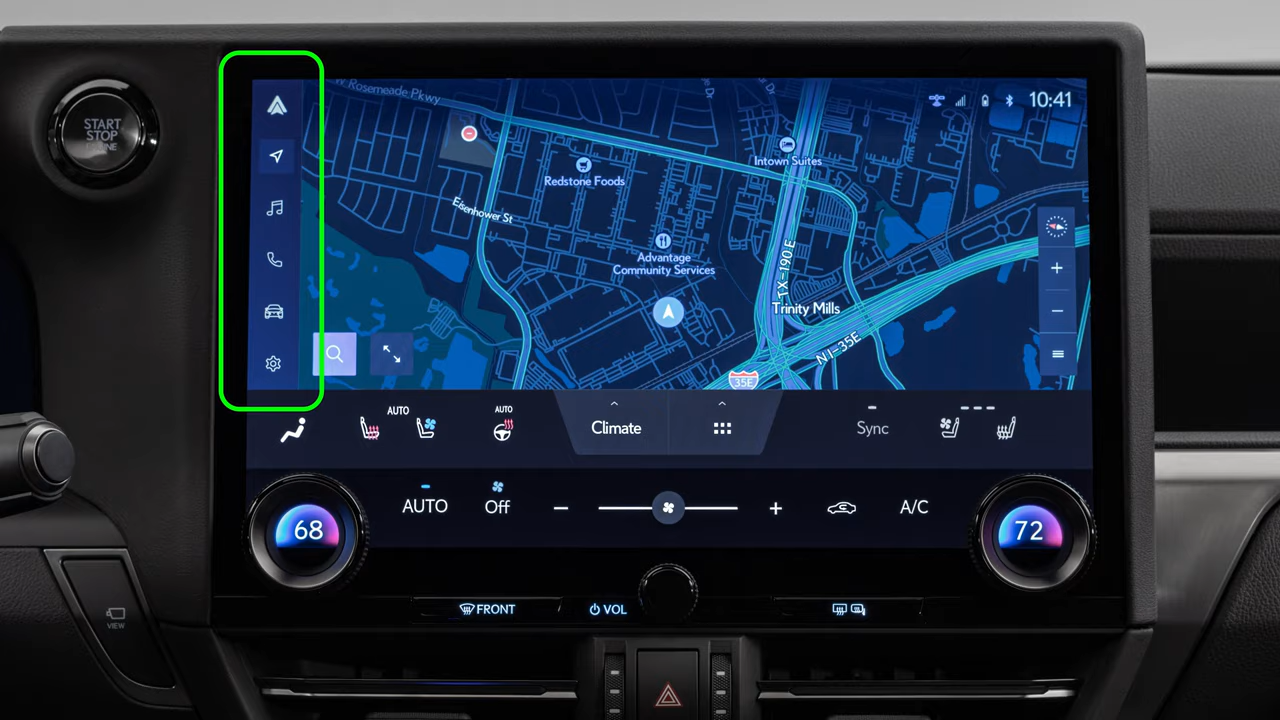 START
STOP
W Rosemeade Pkwy
10:41
Intown Suites
Redstone Foods
Eisenhower St
Advantage
Community Services
TX-190 E
Trinity Mills
N I-35E
35E
AUTO
AUTO
Climate
Sync
68
AUTO
Off
A/C
72
FRONT
VOL
VIEW